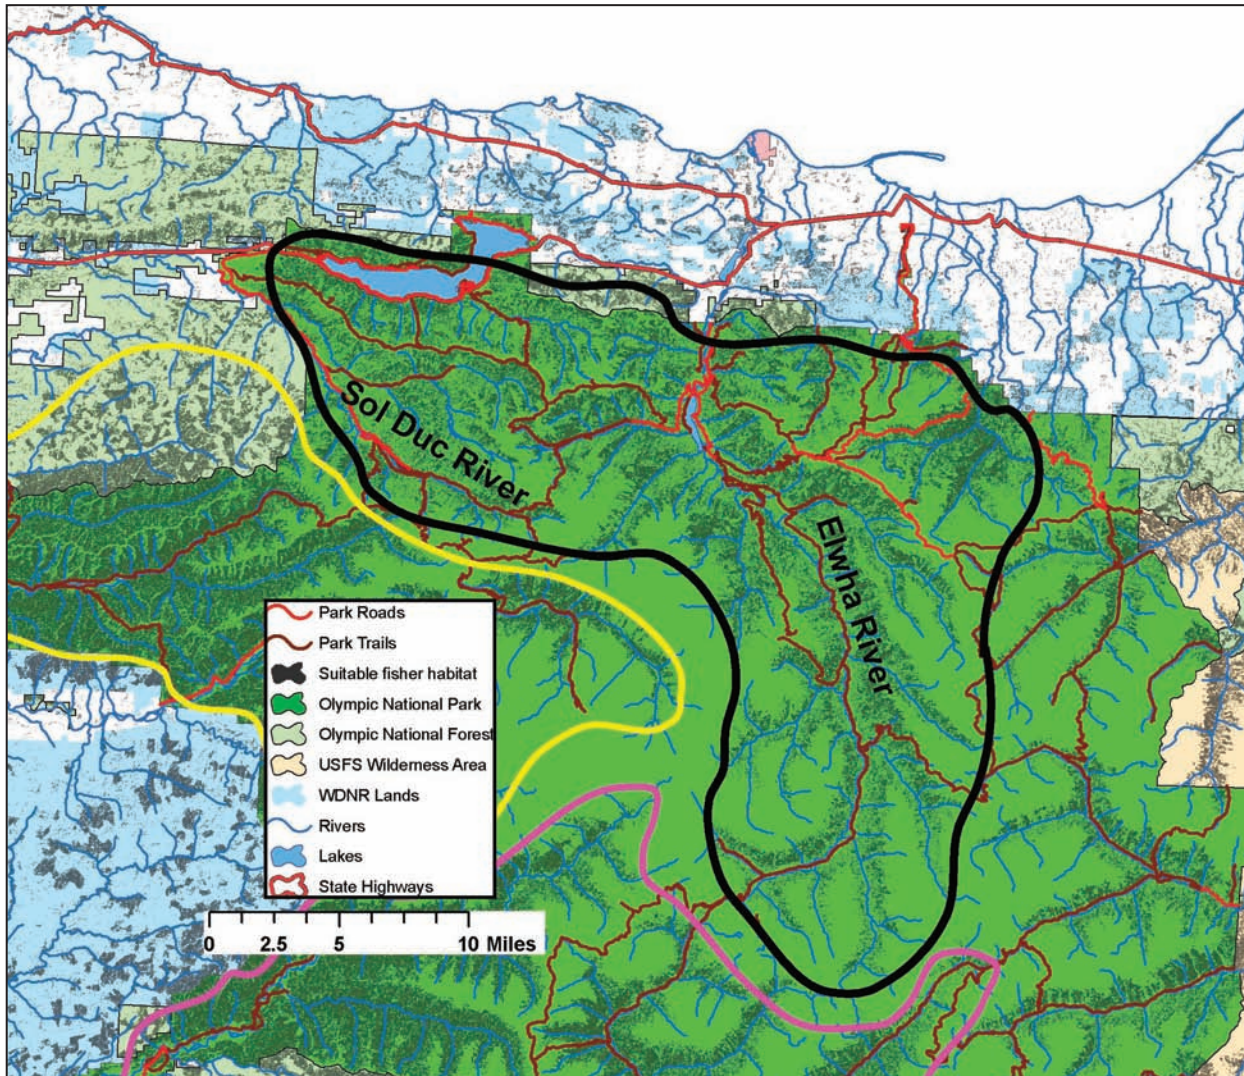 Sol Duc River
Elwha River
Park Roads
Park Trails
Suitable fisher habitat
Olympic National Park
Olympic National Forest
USFS Wilderness Area
WDNR Lands
Rivers
Lakes
State Highways
0 2.5 5 10 Miles